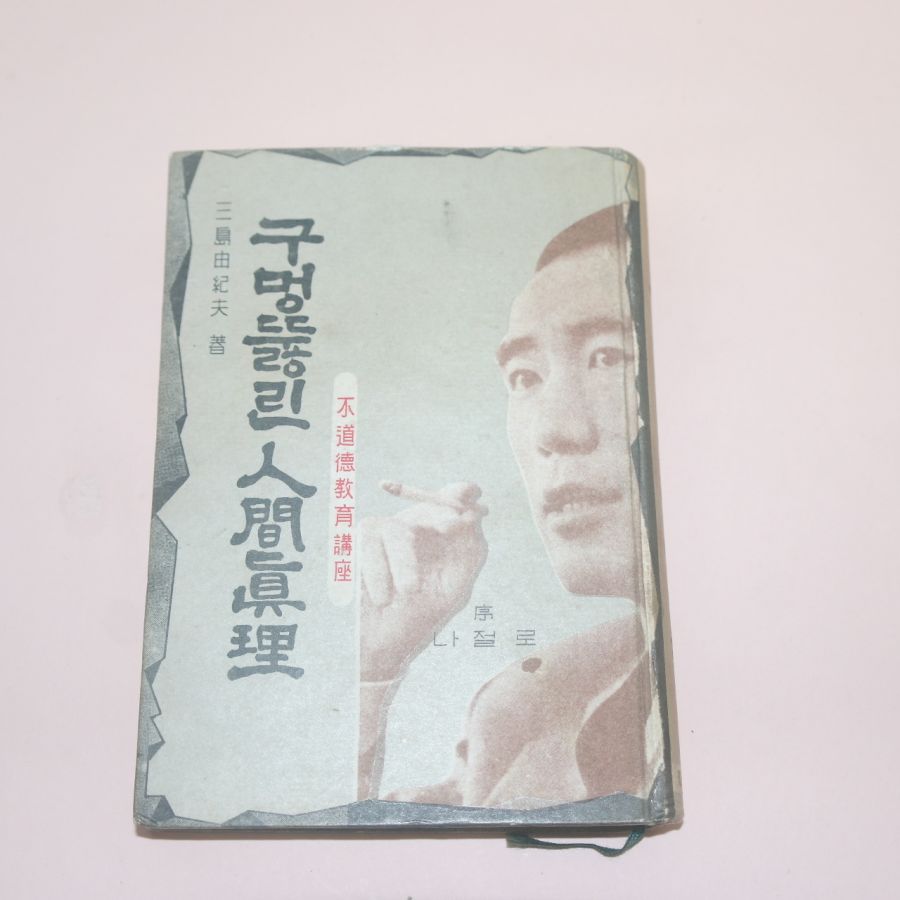 三島由紀夫 著
구멍뚫린 人間眞理
不道德敎育講座
序
나절로